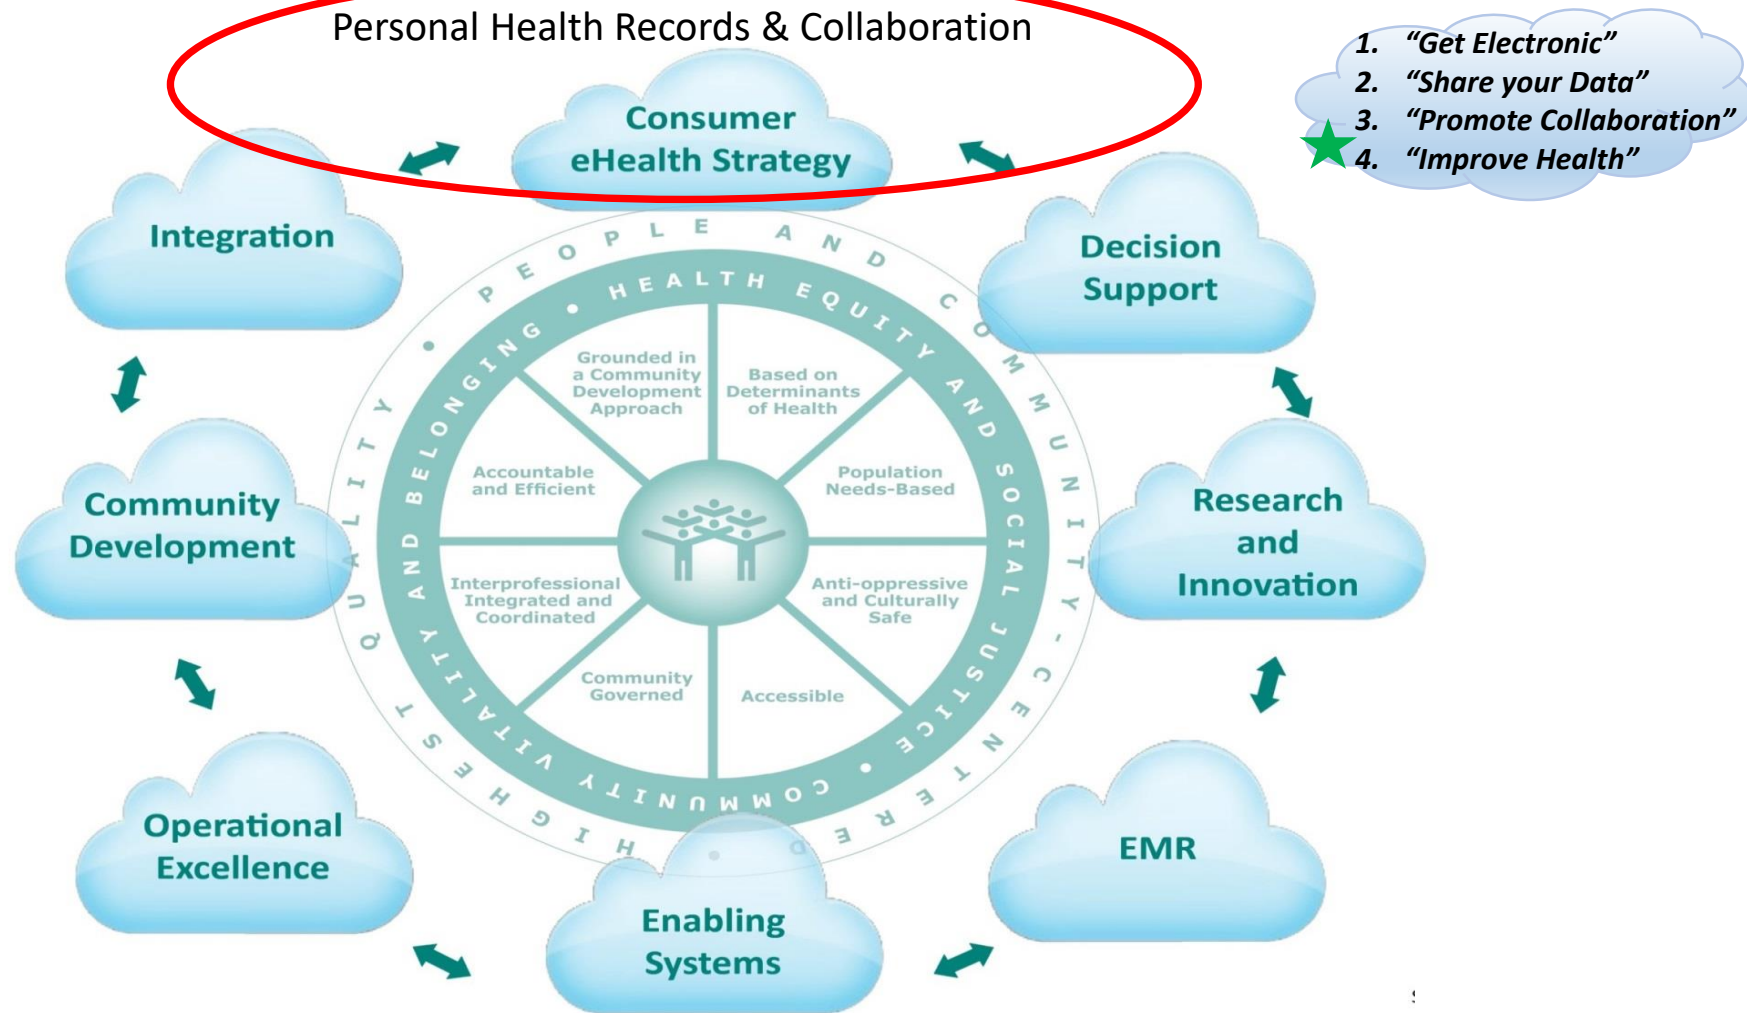 Personal Health Records & Collaboration
1. “Get Electronic”
2. “Share your Data”
3. “Promote Collaboration”
4. “Improve Health”
Consumer
eHealth Strategy
Integration
Decision
Support
Community
Development
Research
and
Innovation
Operational
Excellence
EMR
Enabling
Systems
HIGHEST QUALITY • PEOPLE AND COMMUNITY-CENTERED •
HEALTH EQUITY AND SOCIAL JUSTICE • COMMUNITY VITALITY AND BELONGING •
Grounded in
a Community
Development
Approach
Based on
Determinants
of Health
Accountable
and Efficient
Population
Needs-Based
Interprofessional
Integrated and
Coordinated
Anti-oppressive
and Culturally
Safe
Community
Governed
Accessible